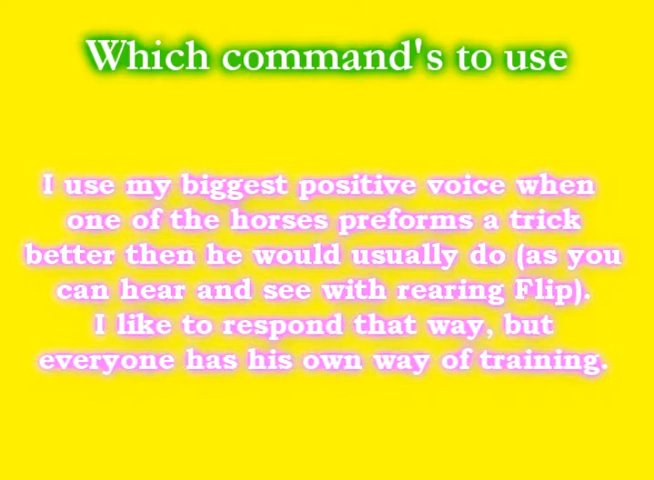 Which command's to use
I use my biggest positive voice when
one of the horses preforms a trick
better then he would usually do (as you
can hear and see with rearing Flip).
I like to respond that way, but
everyone has his own way of training.